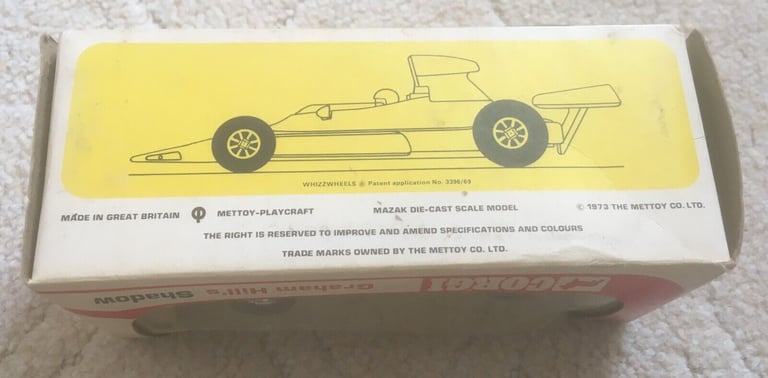 WHIZZWHEELS ® Patent application No. 3396/69
MADE IN GREAT BRITAIN METTOY-PLAYCRAFT MAZAK DIE-CAST SCALE MODEL © 1973 THE METTOY CO. LTD.
THE RIGHT IS RESERVED TO IMPROVE AND AMEND SPECIFICATIONS AND COLOURS
TRADE MARKS OWNED BY THE METTOY CO. LTD.
CORGI
Graham Hill's Shadow